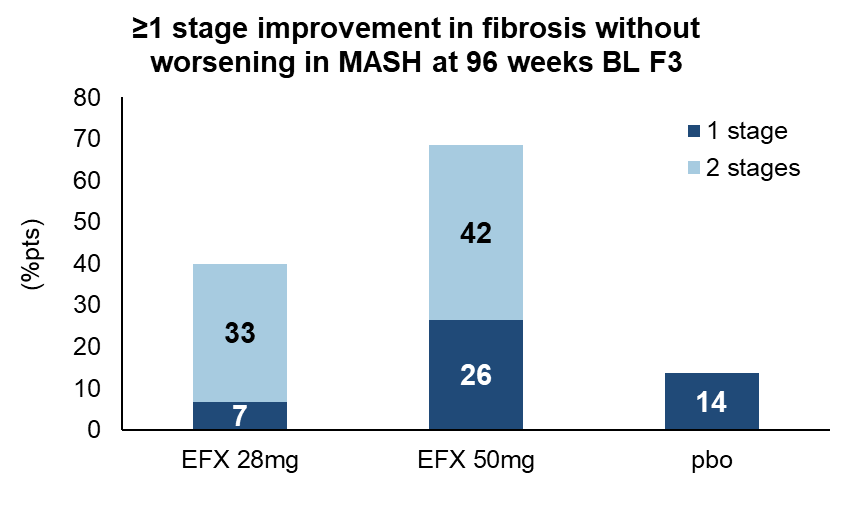 ≥1 stage improvement in fibrosis without
worsening in MASH at 96 weeks BL F3
80
70
60
50
40
30
20
10
0
(%pts)
1 stage
2 stages
33
7
42
26
14
EFX 28mg
EFX 50mg
pbo